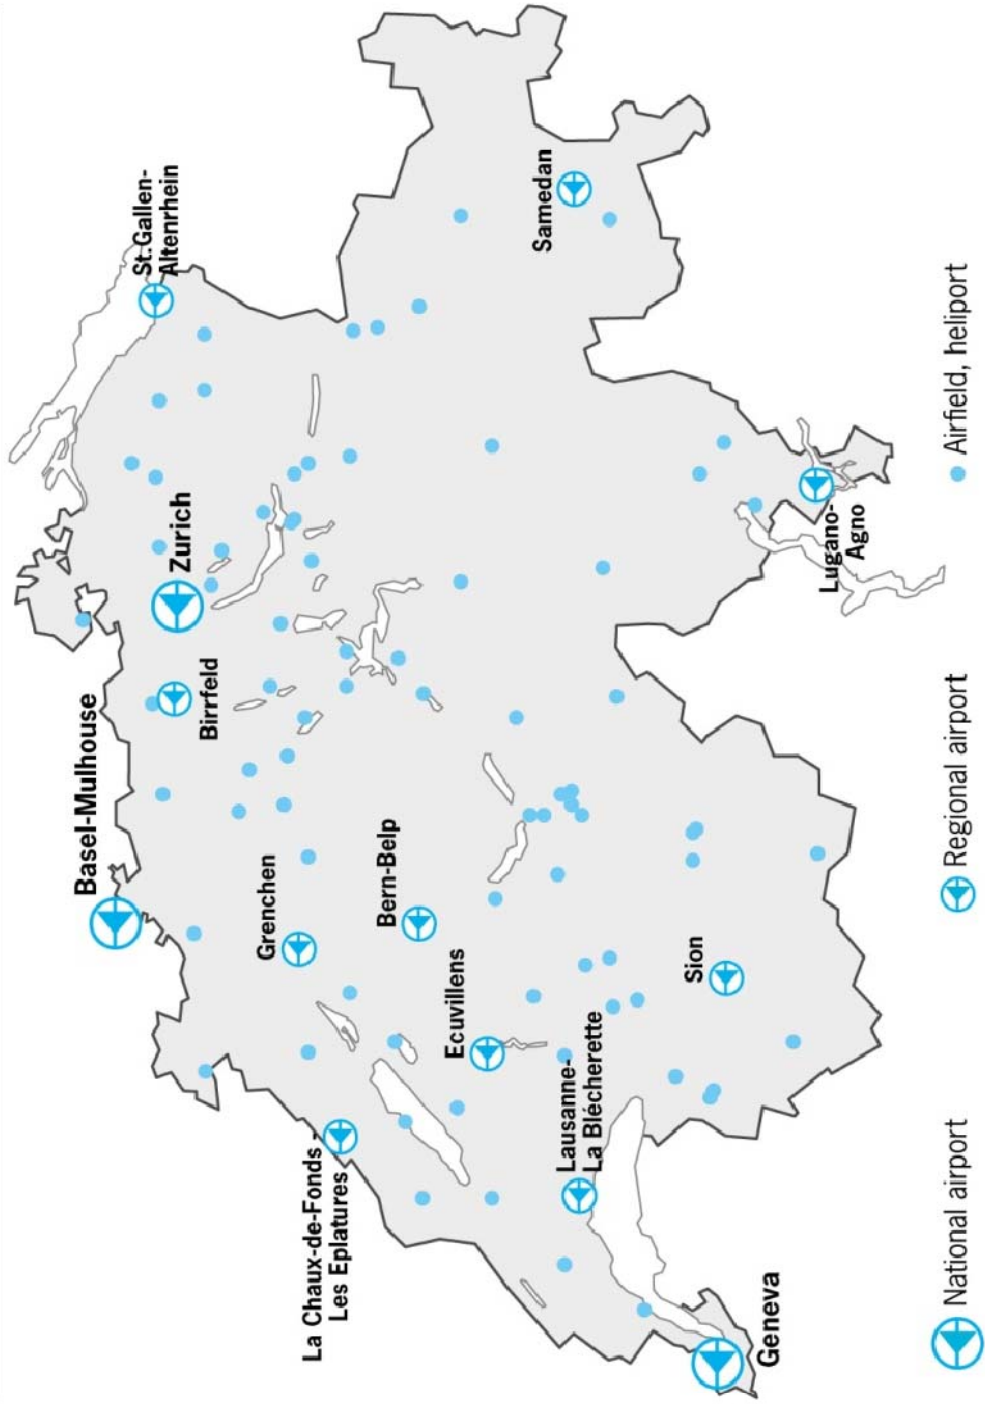 Basel-Mulhouse
St.Gallen-
Altenrhein
Zurich
Birrfeld
Grenchen
La Chaux-de-Fonds -
Les Eplatures
Bern-Belp
Ecuvillens
Samedan
Lausanne-
La Blécherette
Sion
Geneva
Lugano-
Agno
National airport
Regional airport
Airfield, heliport